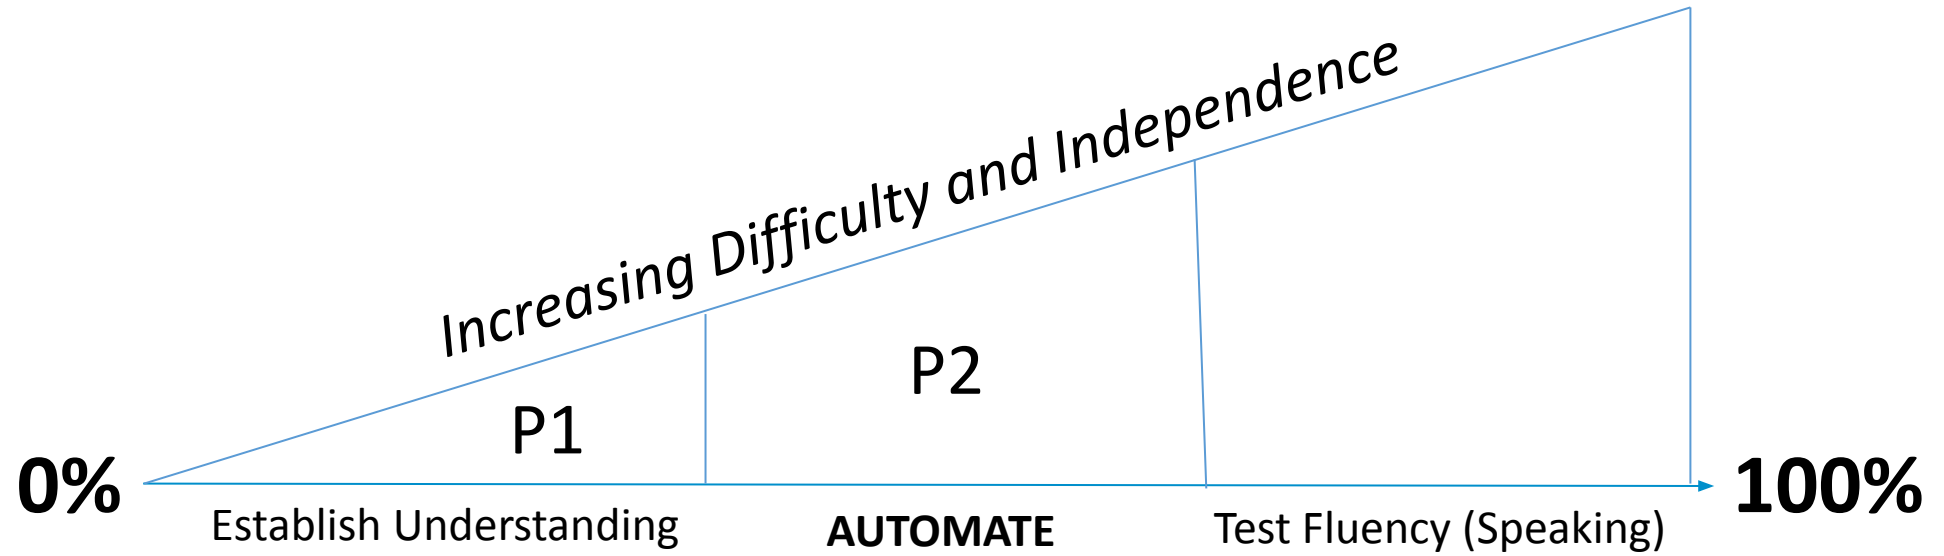 Increasing Difficulty and Independence
P1
P2
0%
100%
Establish Understanding
AUTOMATE
Test Fluency (Speaking)